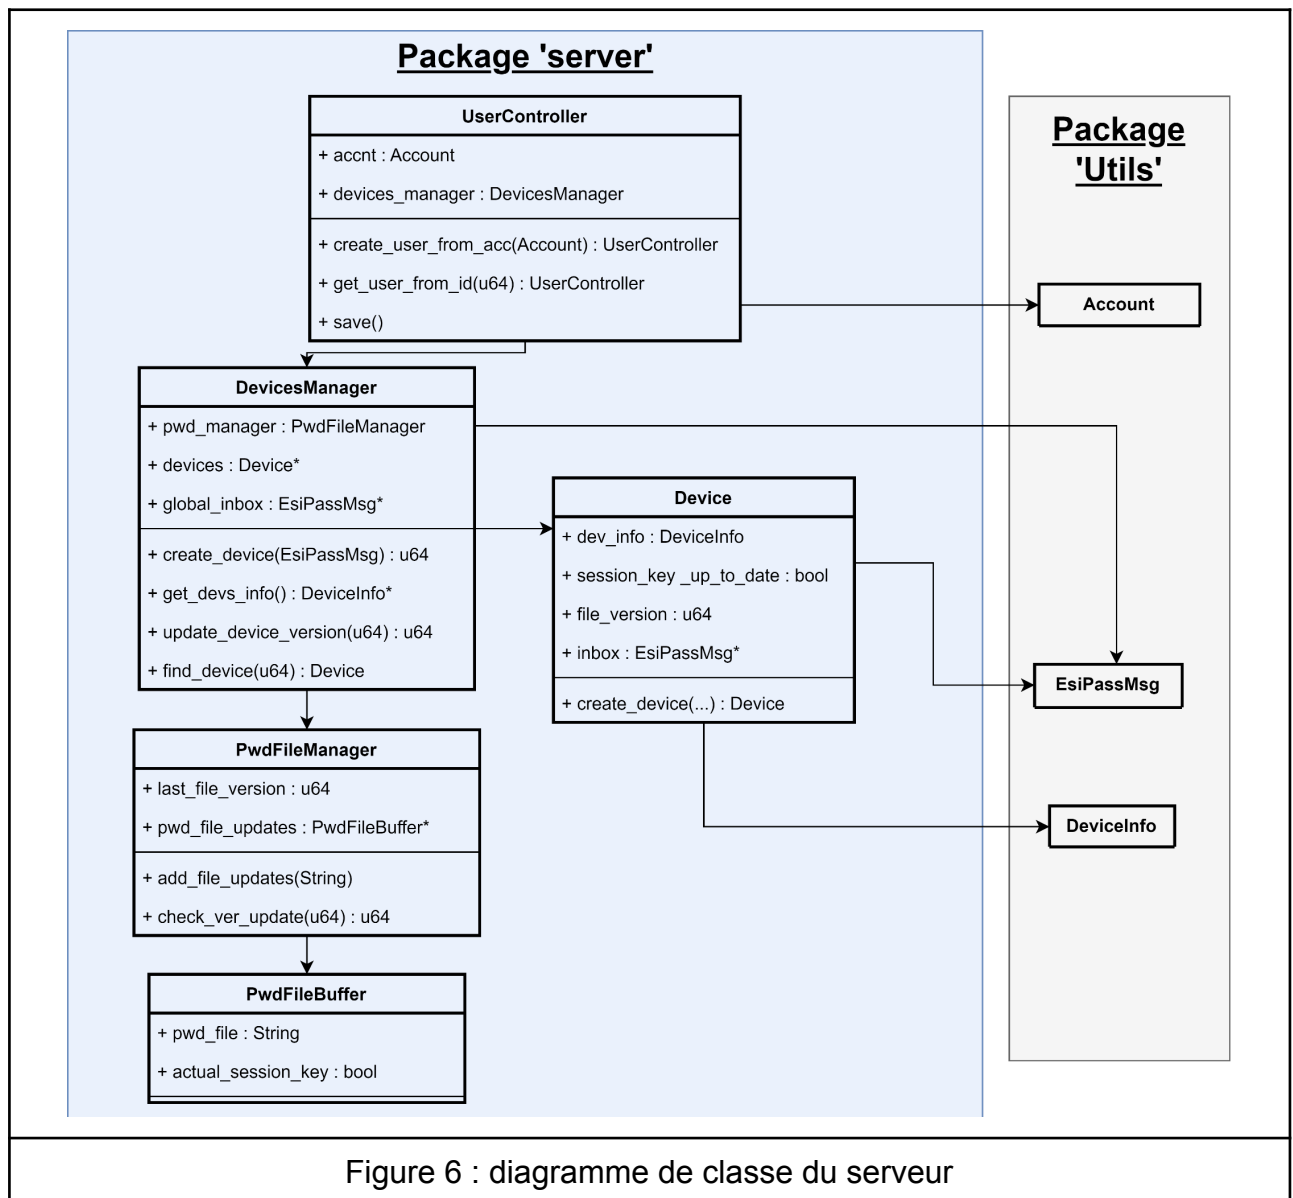 Package 'server'
UserController
+ accnt : Account
+ devices_manager : DevicesManager
+ create_user_from_acc(Account) : UserController
+ get_user_from_id(u64) : UserController
+ save()
DevicesManager
+ pwd_manager : PwdFileManager
+ devices : Device*
+ global_inbox : EsiPassMsg*
+ create_device(EsiPassMsg) : u64
+ get_devs_info() : DeviceInfo*
+ update_device_version(u64) : u64
+ find_device(u64) : Device
Device
+ dev_info : DeviceInfo
+ session_key _up_to_date : bool
+ file_version : u64
+ inbox : EsiPassMsg*
+ create_device(...) : Device
PwdFileManager
+ last_file_version : u64
+ pwd_file_updates : PwdFileBuffer*
+ add_file_updates(String)
+ check_ver_update(u64) : u64
PwdFileBuffer
+ pwd_file : String
+ actual_session_key : bool
Package
'Utils'
Account
EsiPassMsg
DeviceInfo
Figure 6 : diagramme de classe du serveur